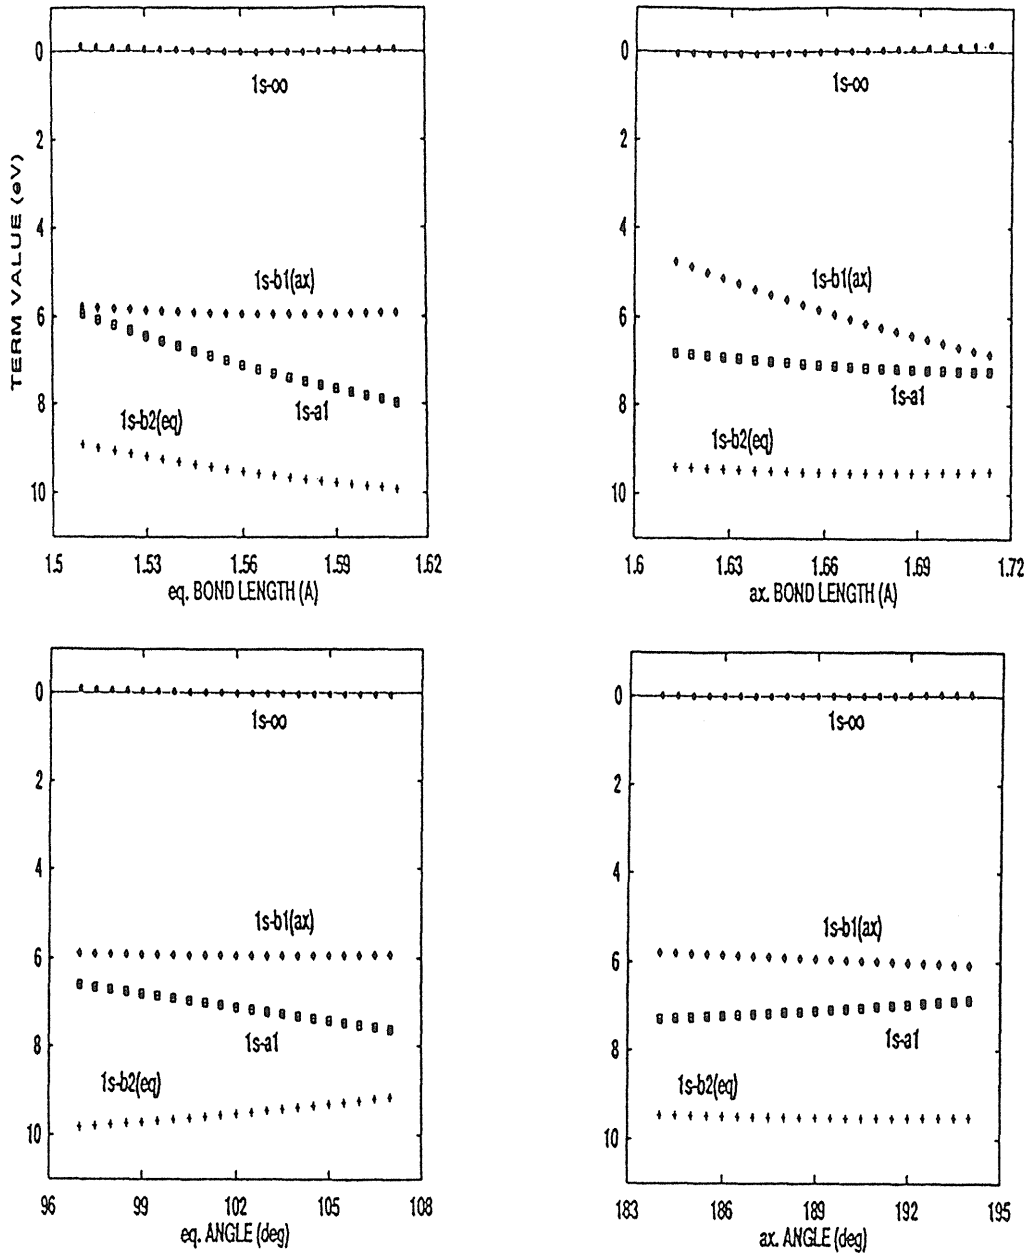 TERM VALUE (eV)
0
2
4
6
8
10
1s-∞
1s-b1(ax)
1s-a1
1s-b2(eq)
1.5 1.53 1.56 1.59 1.62
eq. BOND LENGTH (A)
0
2
4
6
8
10
1s-∞
1s-b1(ax)
1s-a1
1s-b2(eq)
1.6 1.63 1.66 1.69 1.72
ax. BOND LENGTH (A)
0
2
4
6
8
10
1s-∞
1s-b1(ax)
1s-a1
1s-b2(eq)
96 99 102 105 108
eq. ANGLE (deg)
0
2
4
6
8
10
1s-∞
1s-b1(ax)
1s-a1
1s-b2(eq)
183 186 189 192 195
ax. ANGLE (deg)